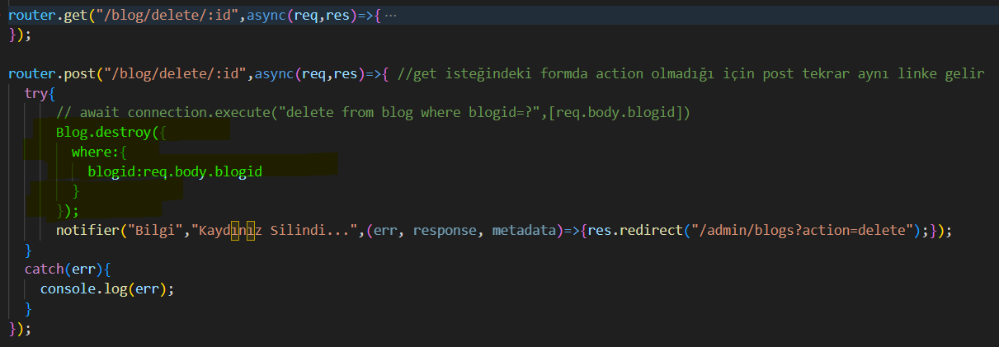 router.get("/blog/delete/:id",async(req,res)=>{ ⋯
});
router.post("/blog/delete/:id",async(req,res)=>{ //get isteğindeki formda action olmadığı için post tekrar aynı linke gelir
try{
// await connection.execute("delete from blog where blogid=?",[req.body.blogid])
Blog.destroy({
where:{
blogid:req.body.blogid
}
});
notifier("Bilgi","Kaydınız Silindi...",(err, response, metadata)=>{res.redirect("/admin/blogs?action=delete");});
}
catch(err){
console.log(err);
}
});